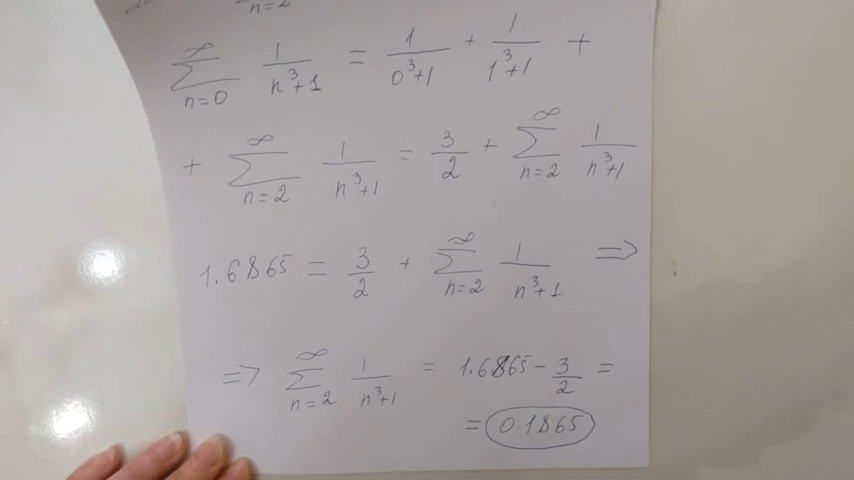 n=2
∞ ∑ n=0 1/(n³+1) = 1/(0³+1) + 1/(1³+1) +
+ ∞ ∑ n=2 1/(n³+1) = 3/2 + ∞ ∑ n=2 1/(n³+1)
1.6865 = 3/2 + ∞ ∑ n=2 1/(n³+1) ⇒
⇒ ∞ ∑ n=2 1/(n³+1) = 1.6865 - 3/2 =
= 0.1865